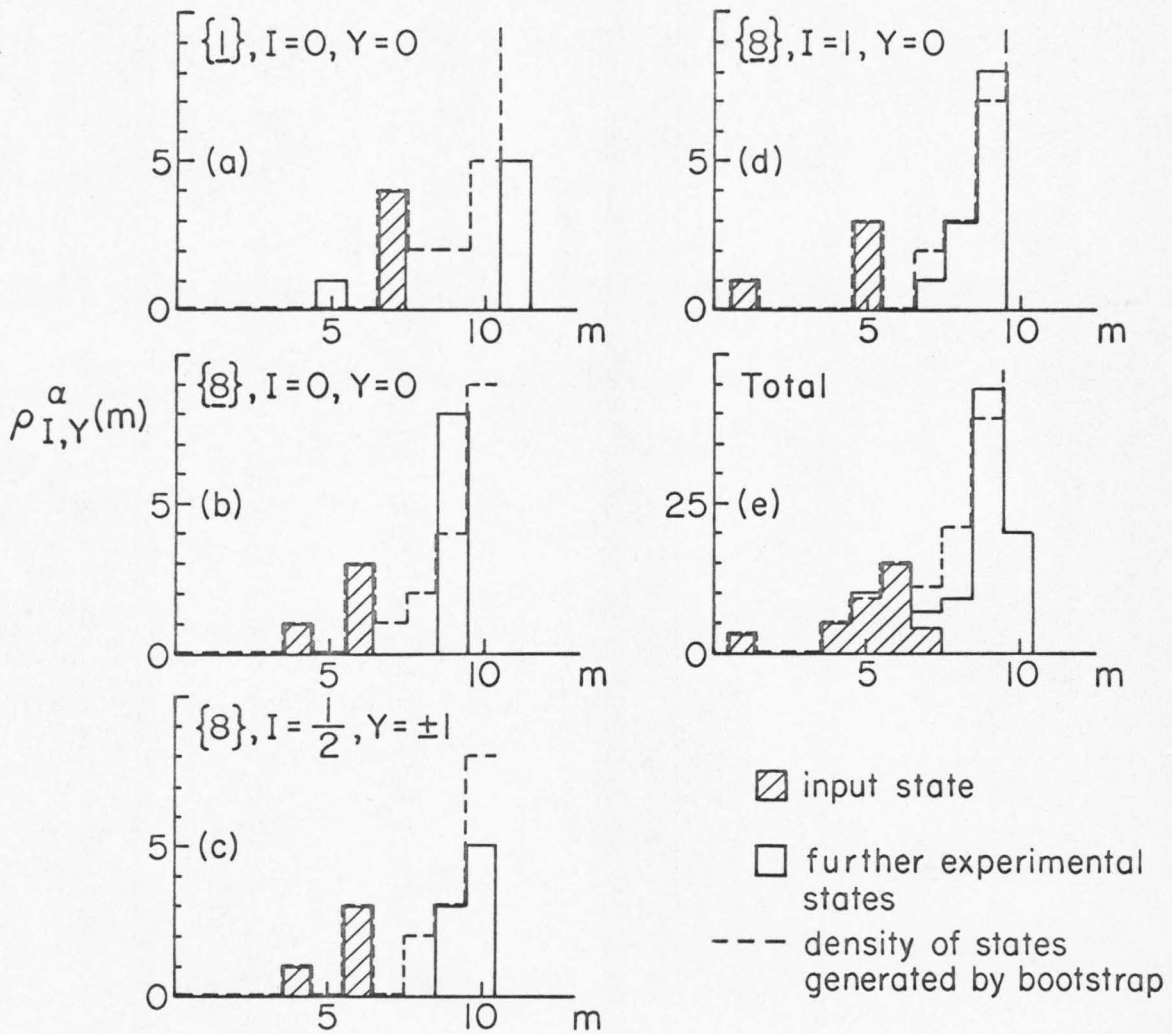 {1}, I=0, Y=0
5
(a)
0
5
10
m
ρ^α_{I,Y}(m)
{8}, I=0, Y=0
5
(b)
0
5
10
m
{8}, I=1/2, Y=±1
5
(c)
0
5
10
m
{8}, I=1, Y=0
5
(d)
0
5
10
m
Total
25
(e)
0
5
10
m
input state
further experimental
states
density of states
generated by bootstrap